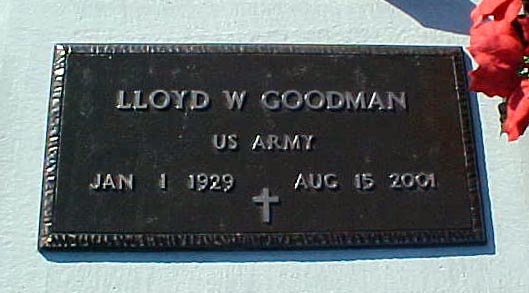 LLOYD W GOODMAN
US ARMY
JAN 1 1929 AUG 15 2001